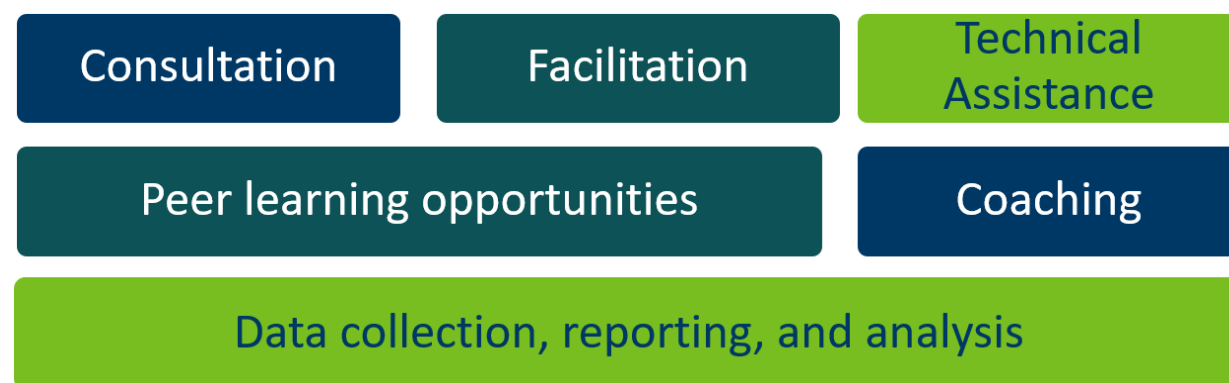 Consultation
Facilitation
Technical
Assistance
Peer learning opportunities
Coaching
Data collection, reporting, and analysis